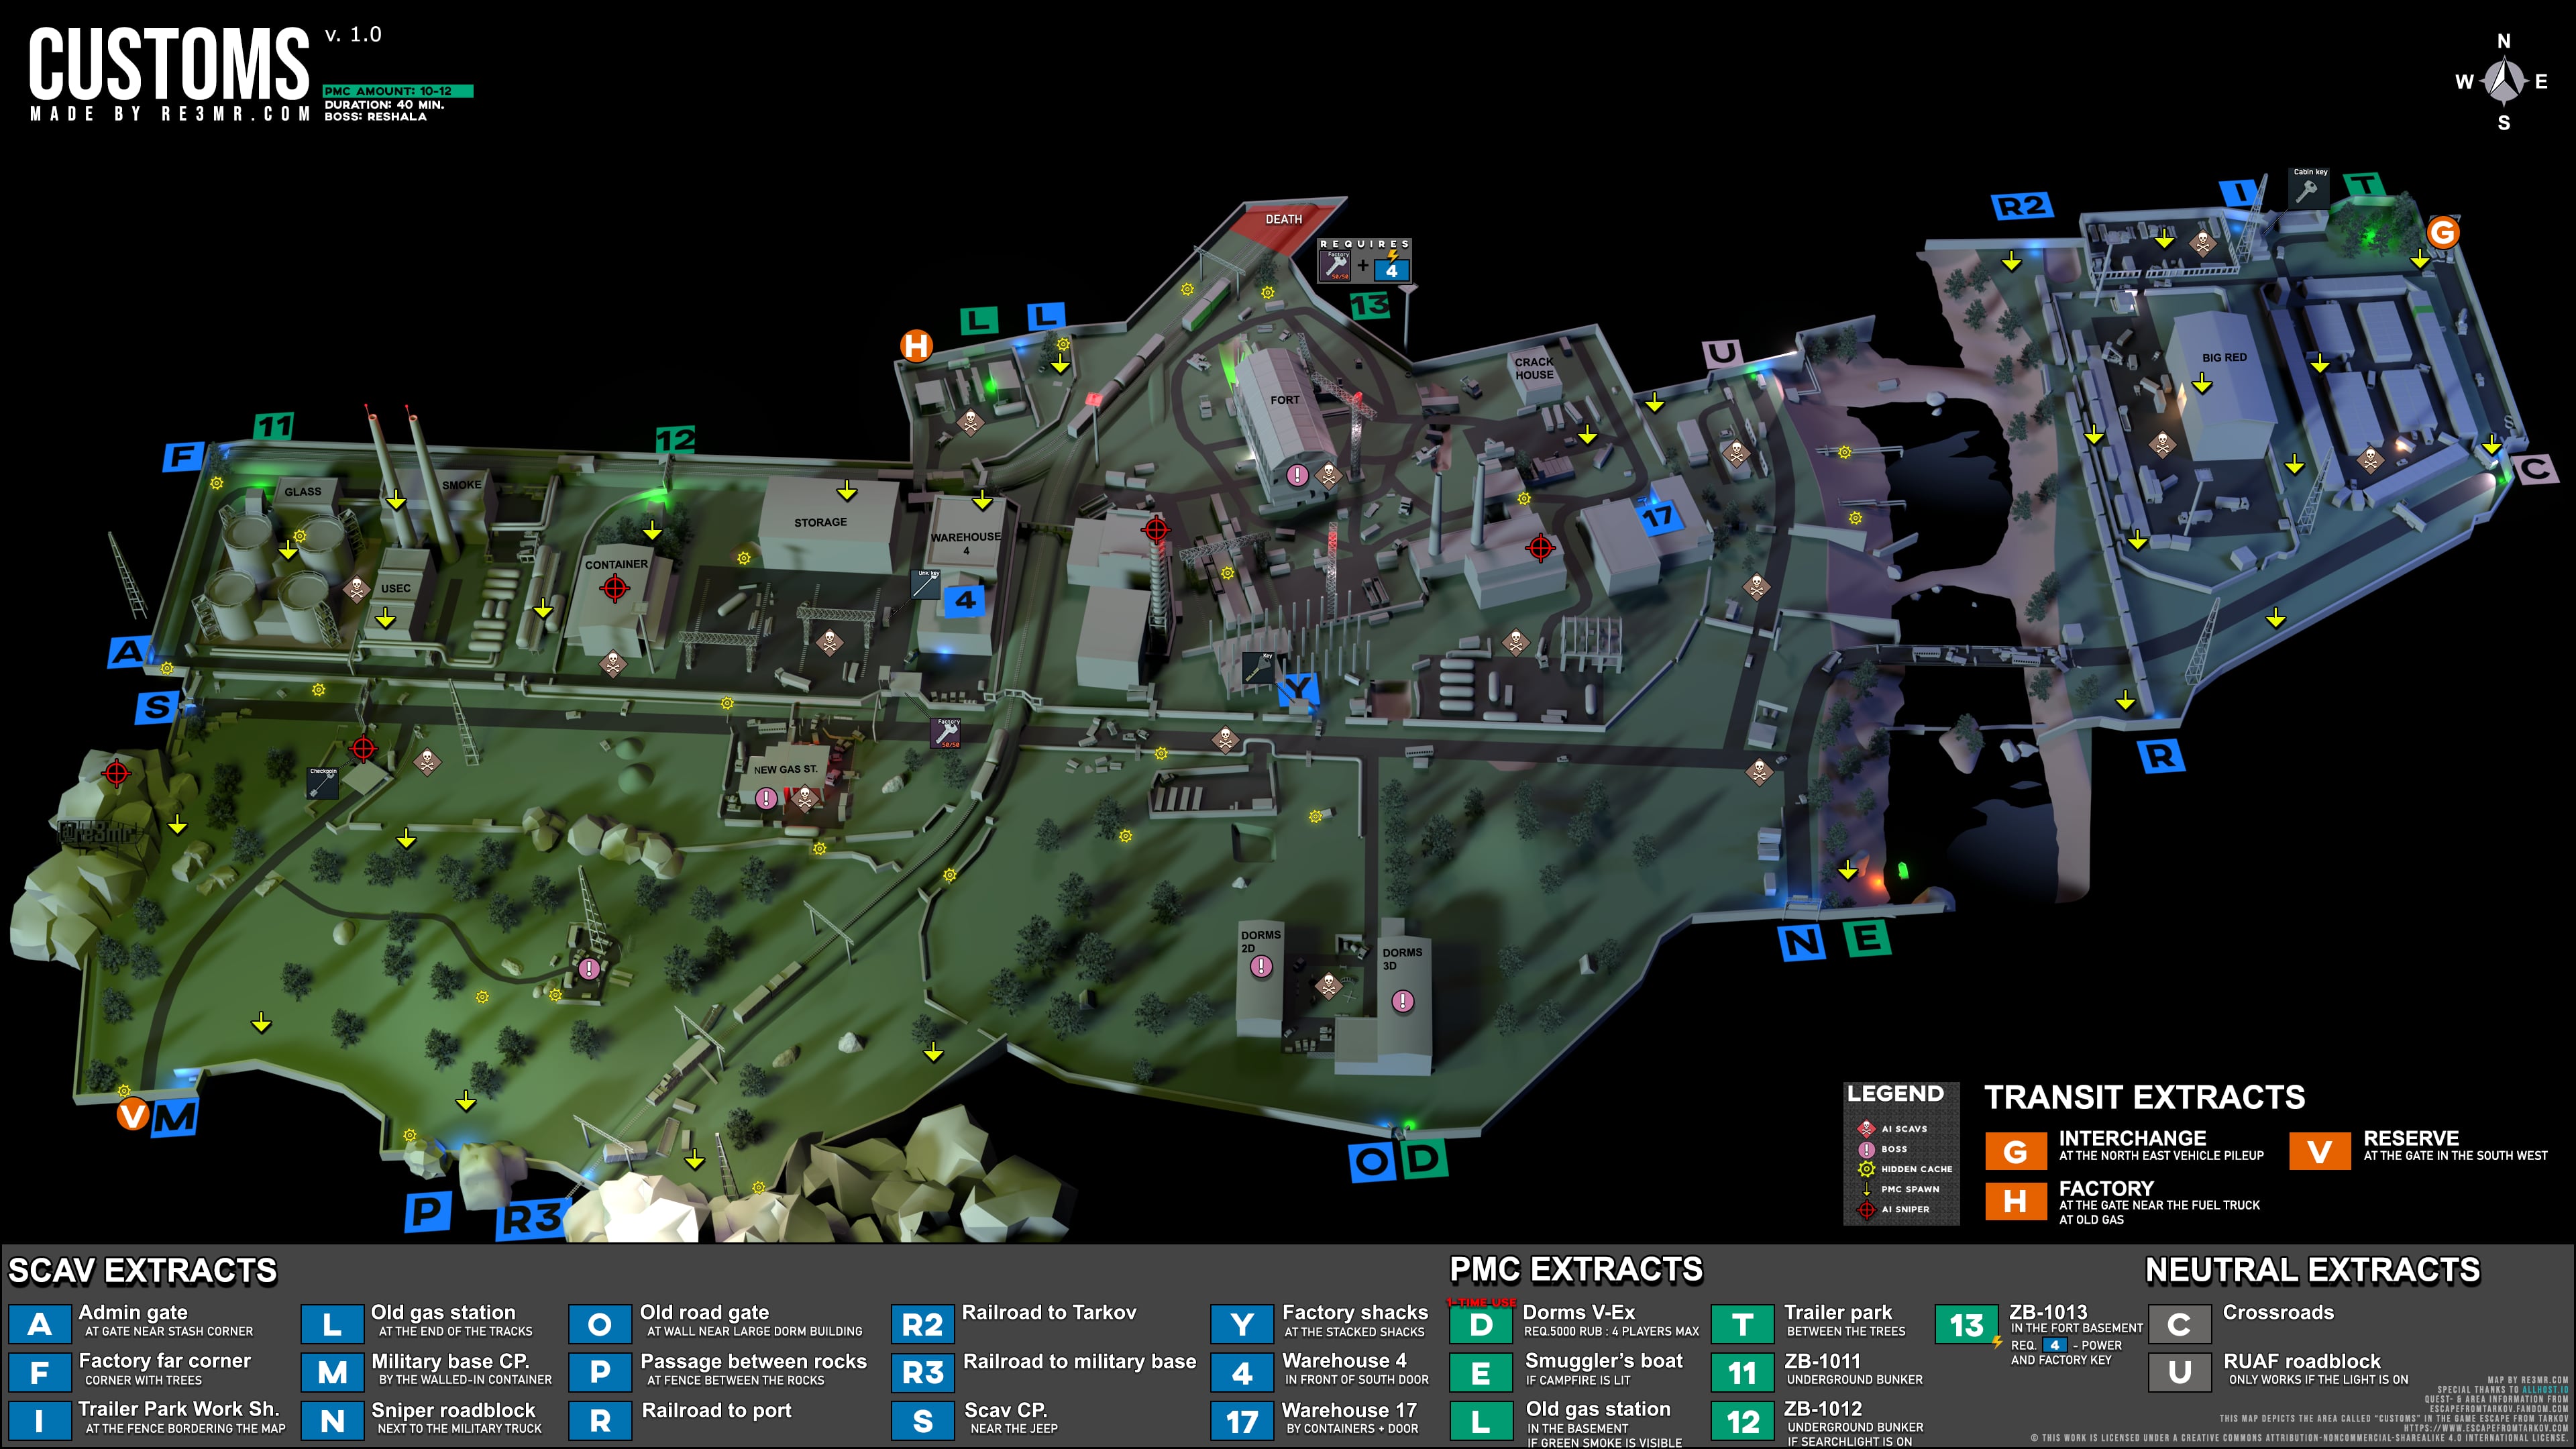 CUSTOMS
v. 1.0
MADE BY RE3MR.COM
PMC AMOUNT: 10-12
DURATION: 40 MIN.
BOSS: RESHALA
N
W
E
S
DEATH
REQUIRES
Factory
50/50
+
4
13
R2
I
Cabin key
T
G
H
L
L
U
CRACK HOUSE
FORT
BIG RED
C
F
11
12
GLASS
SMOKE
STORAGE
WAREHOUSE 4
17
CONTAINER
USEC
Unk.key
4
A
S
Key
Y
Factory
50/50
R
Checkpoin
NEW GAS ST.
@re3mr
DORMS 2D
DORMS 3D
N
E
V
M
O
D
P
R3
LEGEND
AI SCAVS
BOSS
HIDDEN CACHE
PMC SPAWN
AI SNIPER
TRANSIT EXTRACTS
G
INTERCHANGE
AT THE NORTH EAST VEHICLE PILEUP
V
RESERVE
AT THE GATE IN THE SOUTH WEST
H
FACTORY
AT THE GATE NEAR THE FUEL TRUCK
AT OLD GAS
SCAV EXTRACTS
A
Admin gate
AT GATE NEAR STASH CORNER
F
Factory far corner
CORNER WITH TREES
I
Trailer Park Work Sh.
AT THE FENCE BORDERING THE MAP
L
Old gas station
AT THE END OF THE TRACKS
M
Military base CP.
BY THE WALLED-IN CONTAINER
N
Sniper roadblock
NEXT TO THE MILITARY TRUCK
O
Old road gate
AT WALL NEAR LARGE DORM BUILDING
P
Passage between rocks
AT FENCE BETWEEN THE ROCKS
R
Railroad to port
R2
Railroad to Tarkov
R3
Railroad to military base
S
Scav CP.
NEAR THE JEEP
Y
Factory shacks
AT THE STACKED SHACKS
4
Warehouse 4
IN FRONT OF SOUTH DOOR
17
Warehouse 17
BY CONTAINERS + DOOR
PMC EXTRACTS
1-TIME-USE
D
Dorms V-Ex
REQ.5000 RUB : 4 PLAYERS MAX
E
Smuggler's boat
IF CAMPFIRE IS LIT
L
Old gas station
IN THE BASEMENT
IF GREEN SMOKE IS VISIBLE
T
Trailer park
BETWEEN THE TREES
11
ZB-1011
UNDERGROUND BUNKER
12
ZB-1012
UNDERGROUND BUNKER
IF SEARCHLIGHT IS ON
13
ZB-1013
IN THE FORT BASEMENT
REQ. 4 - POWER
AND FACTORY KEY
NEUTRAL EXTRACTS
C
Crossroads
U
RUAF roadblock
ONLY WORKS IF THE LIGHT IS ON
MAP BY RE3MR.COM
SPECIAL THANKS TO ALLHOST.IO
QUEST- & AREA INFORMATION FROM
ESCAPEFROMTARKOV.FANDOM.COM
THIS MAP DEPICTS THE AREA CALLED "CUSTOMS" IN THE GAME ESCAPE FROM TARKOV
HTTPS://WWW.ESCAPEFROMTARKOV.COM
© THIS WORK IS LICENSED UNDER A CREATIVE COMMONS ATTRIBUTION-NONCOMMERCIAL-SHAREALIKE 4.0 INTERNATIONAL LICENSE.